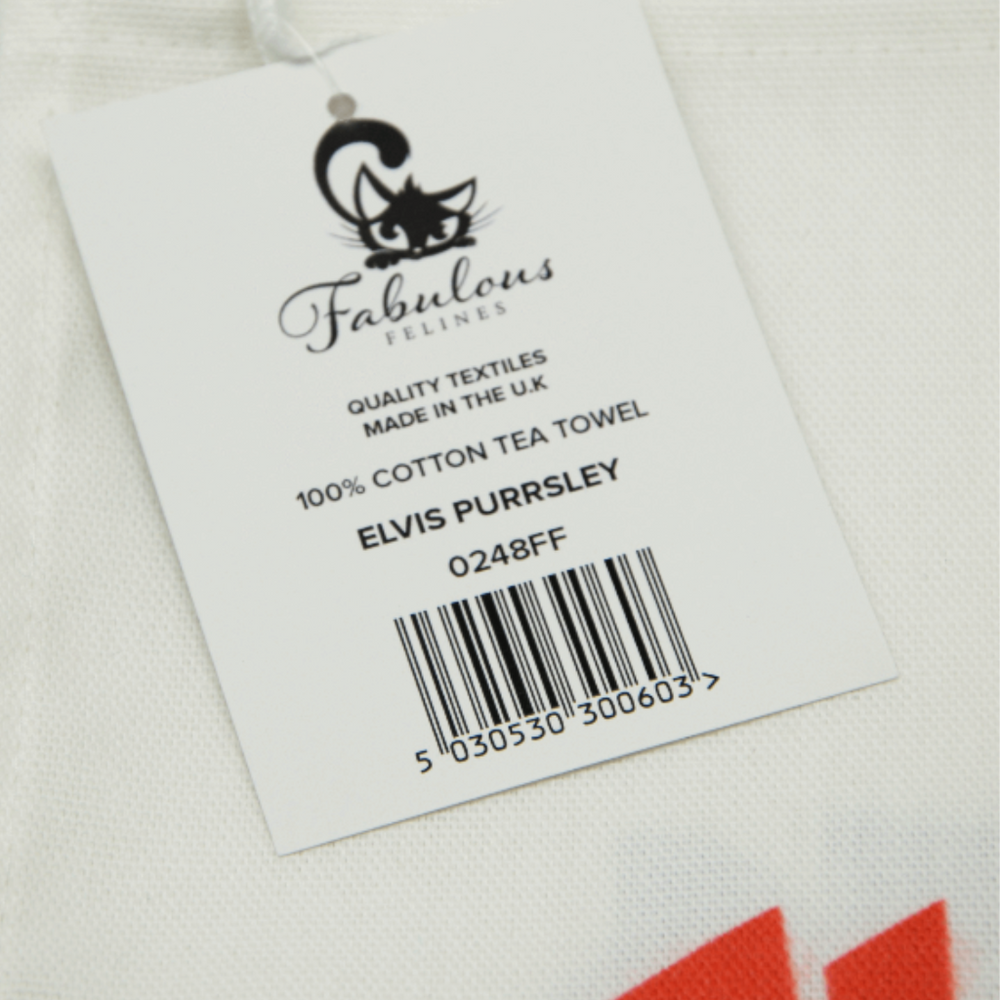 Fabulous
FELINES
QUALITY TEXTILES
MADE IN THE U.K
100% COTTON TEA TOWEL
ELVIS PURRSLEY
0248FF
5 030530 300603 >